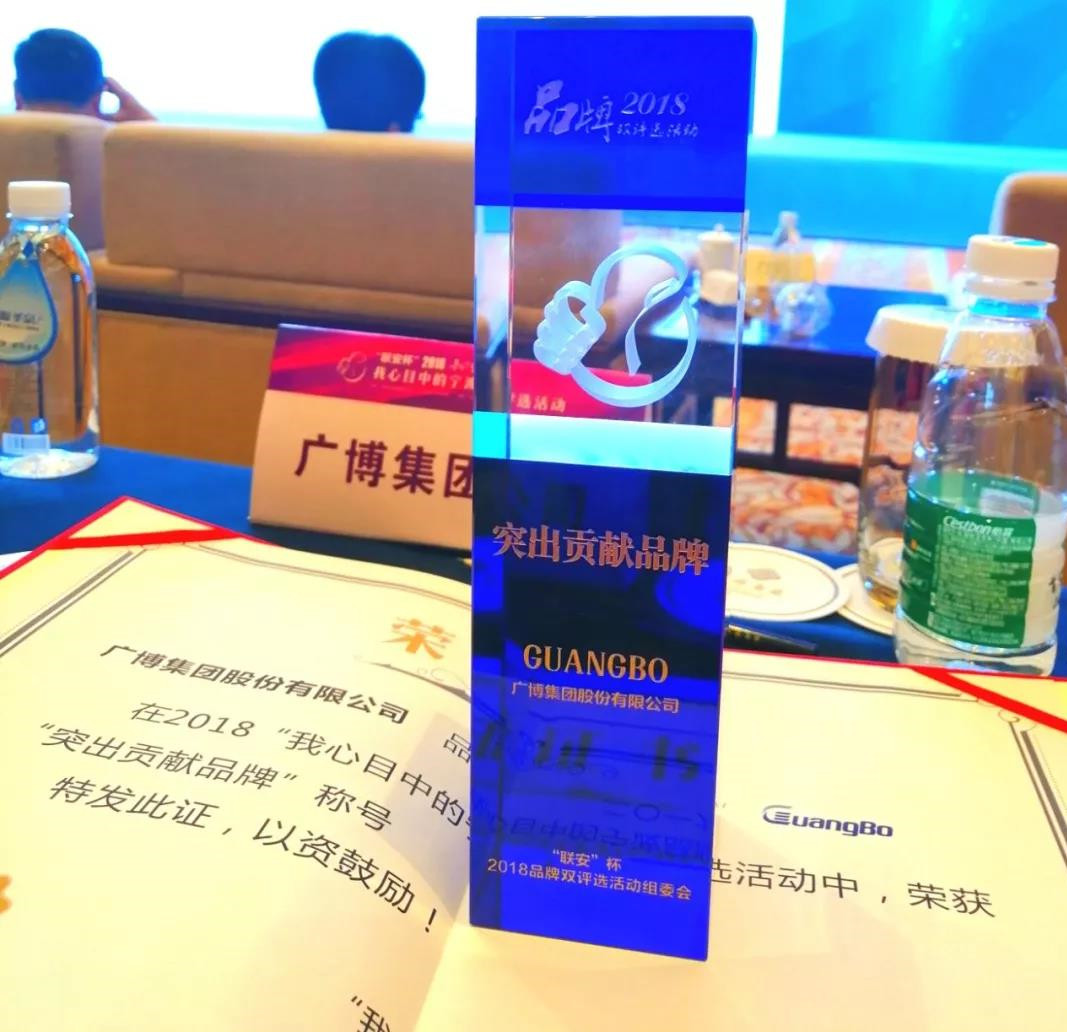 品牌 2018
双评选活动
突出贡献品牌
GUANGBO
广博集团股份有限公司
“联安”杯
2018品牌双评选活动组委会
“联安杯”2018
我心目中的宁波
评选活动
广博集团
荣
广博集团股份有限公司
在2018“我心目中的
品
选活动中，荣获
“突出贡献品牌”称号
特发此证，以资鼓励！
“我
GuangBo
C'estbon